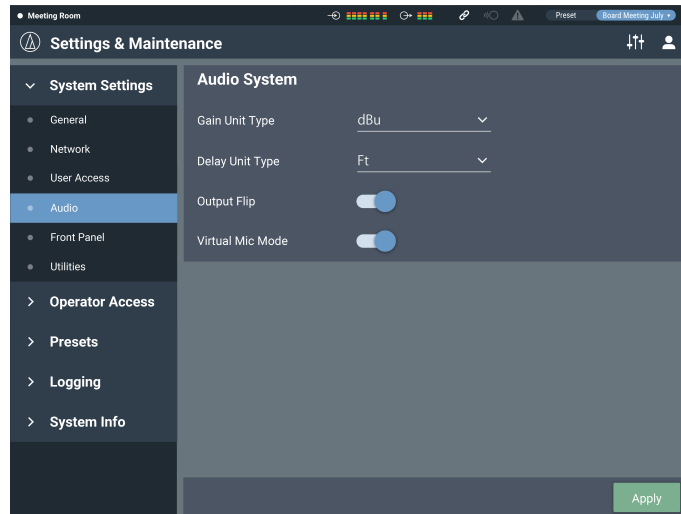 Meeting Room
Preset
Board Meeting July
Settings & Maintenance
System Settings
General
Network
User Access
Audio
Front Panel
Utilities
Operator Access
Presets
Logging
System Info
Audio System
Gain Unit Type dBu
Delay Unit Type Ft
Output Flip
Virtual Mic Mode
Apply